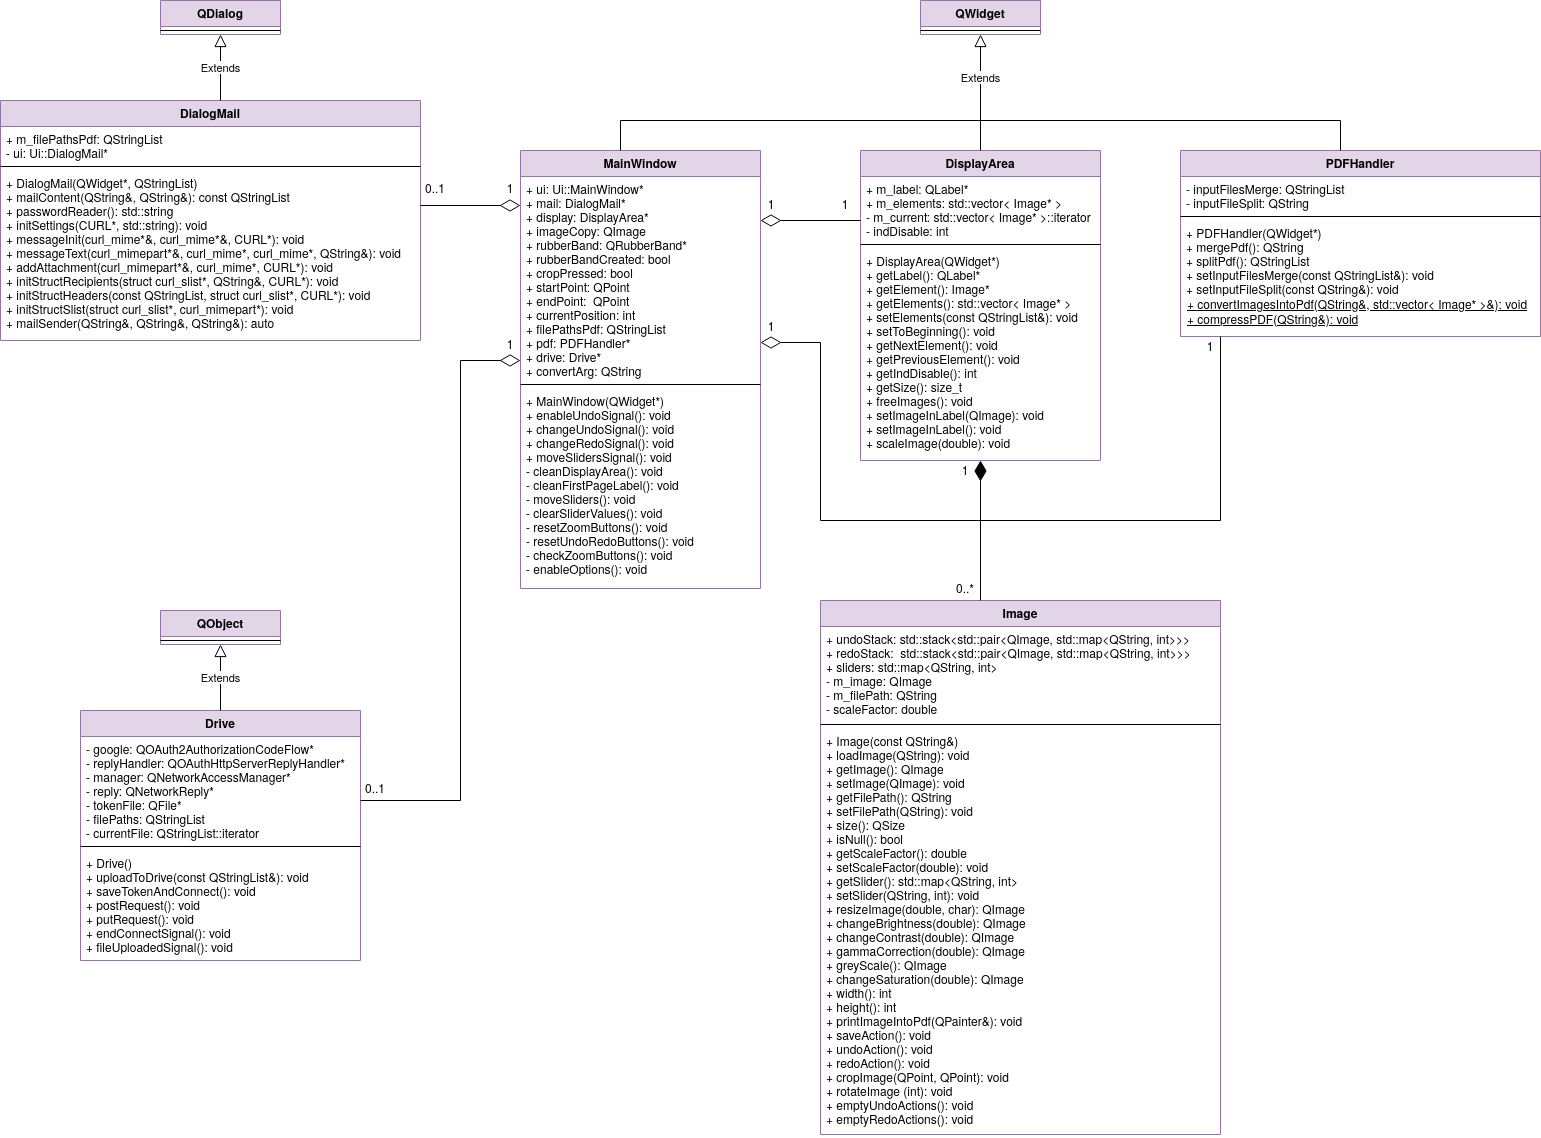 QDialog
Extends
DialogMail
+ m_filePathsPdf: QStringList
- ui: Ui::DialogMail*
+ DialogMail(QWidget*, QStringList)
+ mailContent(QString&, QString&): const QStringList
+ passwordReader(): std::string
+ initSettings(CURL*, std::string): void
+ messageInit(curl_mime*&, curl_mime*&, CURL*): void
+ messageText(curl_mimepart*&, curl_mime*, curl_mime*, QString&): void
+ addAttachment(curl_mimepart*&, curl_mime*, CURL*): void
+ initStructRecipients(struct curl_slist*, QString&, CURL*): void
+ initStructHeaders(const QStringList, struct curl_slist*, CURL*): void
+ initStructSlist(struct curl_slist*, curl_mimepart*): void
+ mailSender(QString&, QString&, QString&): auto
0..1
1
QWidget
Extends
MainWindow
+ ui: Ui::MainWindow*
+ mail: DialogMail*
+ display: DisplayArea*
+ imageCopy: QImage
+ rubberBand: QRubberBand*
+ rubberBandCreated: bool
+ cropPressed: bool
+ startPoint: QPoint
+ endPoint:  QPoint
+ currentPosition: int
+ filePathsPdf: QStringList
+ pdf: PDFHandler*
+ drive: Drive*
+ convertArg: QString
+ MainWindow(QWidget*)
+ enableUndoSignal(): void
+ changeUndoSignal(): void
+ changeRedoSignal(): void
+ moveSlidersSignal(): void
- cleanDisplayArea(): void
- cleanFirstPageLabel(): void
- moveSliders(): void
- clearSliderValues(): void
- resetZoomButtons(): void
- resetUndoRedoButtons(): void
- checkZoomButtons(): void
- enableOptions(): void
1
1
1
1
DisplayArea
+ m_label: QLabel*
+ m_elements: std::vector< Image* >
- m_current: std::vector< Image* >::iterator
- indDisable: int
+ DisplayArea(QWidget*)
+ getLabel(): QLabel*
+ getElement(): Image*
+ getElements(): std::vector< Image* >
+ setElements(const QStringList&): void
+ setToBeginning(): void
+ getNextElement(): void
+ getPreviousElement(): void
+ getIndDisable(): int
+ getSize(): size_t
+ freeImages(): void
+ setImageInLabel(QImage): void
+ setImageInLabel(): void
+ scaleImage(double): void
1
0..*
PDFHandler
- inputFilesMerge: QStringList
- inputFileSplit: QString
+ PDFHandler(QWidget*)
+ mergePdf(): QString
+ splitPdf(): QStringList
+ setInputFilesMerge(const QStringList&): void
+ setInputFileSplit(const QString&): void
+ convertImagesIntoPdf(QString&, std::vector< Image* >&): void
+ compressPDF(QString&): void
1
QObject
Extends
Drive
- google: QOAuth2AuthorizationCodeFlow*
- replyHandler: QOAuthHttpServerReplyHandler*
- manager: QNetworkAccessManager*
- reply: QNetworkReply*
- tokenFile: QFile*
- filePaths: QStringList
- currentFile: QStringList::iterator
+ Drive()
+ uploadToDrive(const QStringList&): void
+ saveTokenAndConnect(): void
+ postRequest(): void
+ putRequest(): void
+ endConnectSignal(): void
+ fileUploadedSignal(): void
0..1
Image
+ undoStack: std::stack<std::pair<QImage, std::map<QString, int>>>
+ redoStack:  std::stack<std::pair<QImage, std::map<QString, int>>>
+ sliders: std::map<QString, int>
- m_image: QImage
- m_filePath: QString
- scaleFactor: double
+ Image(const QString&)
+ loadImage(QString): void
+ getImage(): QImage
+ setImage(QImage): void
+ getFilePath(): QString
+ setFilePath(QString): void
+ size(): QSize
+ isNull(): bool
+ getScaleFactor(): double
+ setScaleFactor(double): void
+ getSlider(): std::map<QString, int>
+ setSlider(QString, int): void
+ resizeImage(double, char): QImage
+ changeBrightness(double): QImage
+ changeContrast(double): QImage
+ gammaCorrection(double): QImage
+ greyScale(): QImage
+ changeSaturation(double): QImage
+ width(): int
+ height(): int
+ printImageIntoPdf(QPainter&): void
+ saveAction(): void
+ undoAction(): void
+ redoAction(): void
+ cropImage(QPoint, QPoint): void
+ rotateImage (int): void
+ emptyUndoActions(): void
+ emptyRedoActions(): void